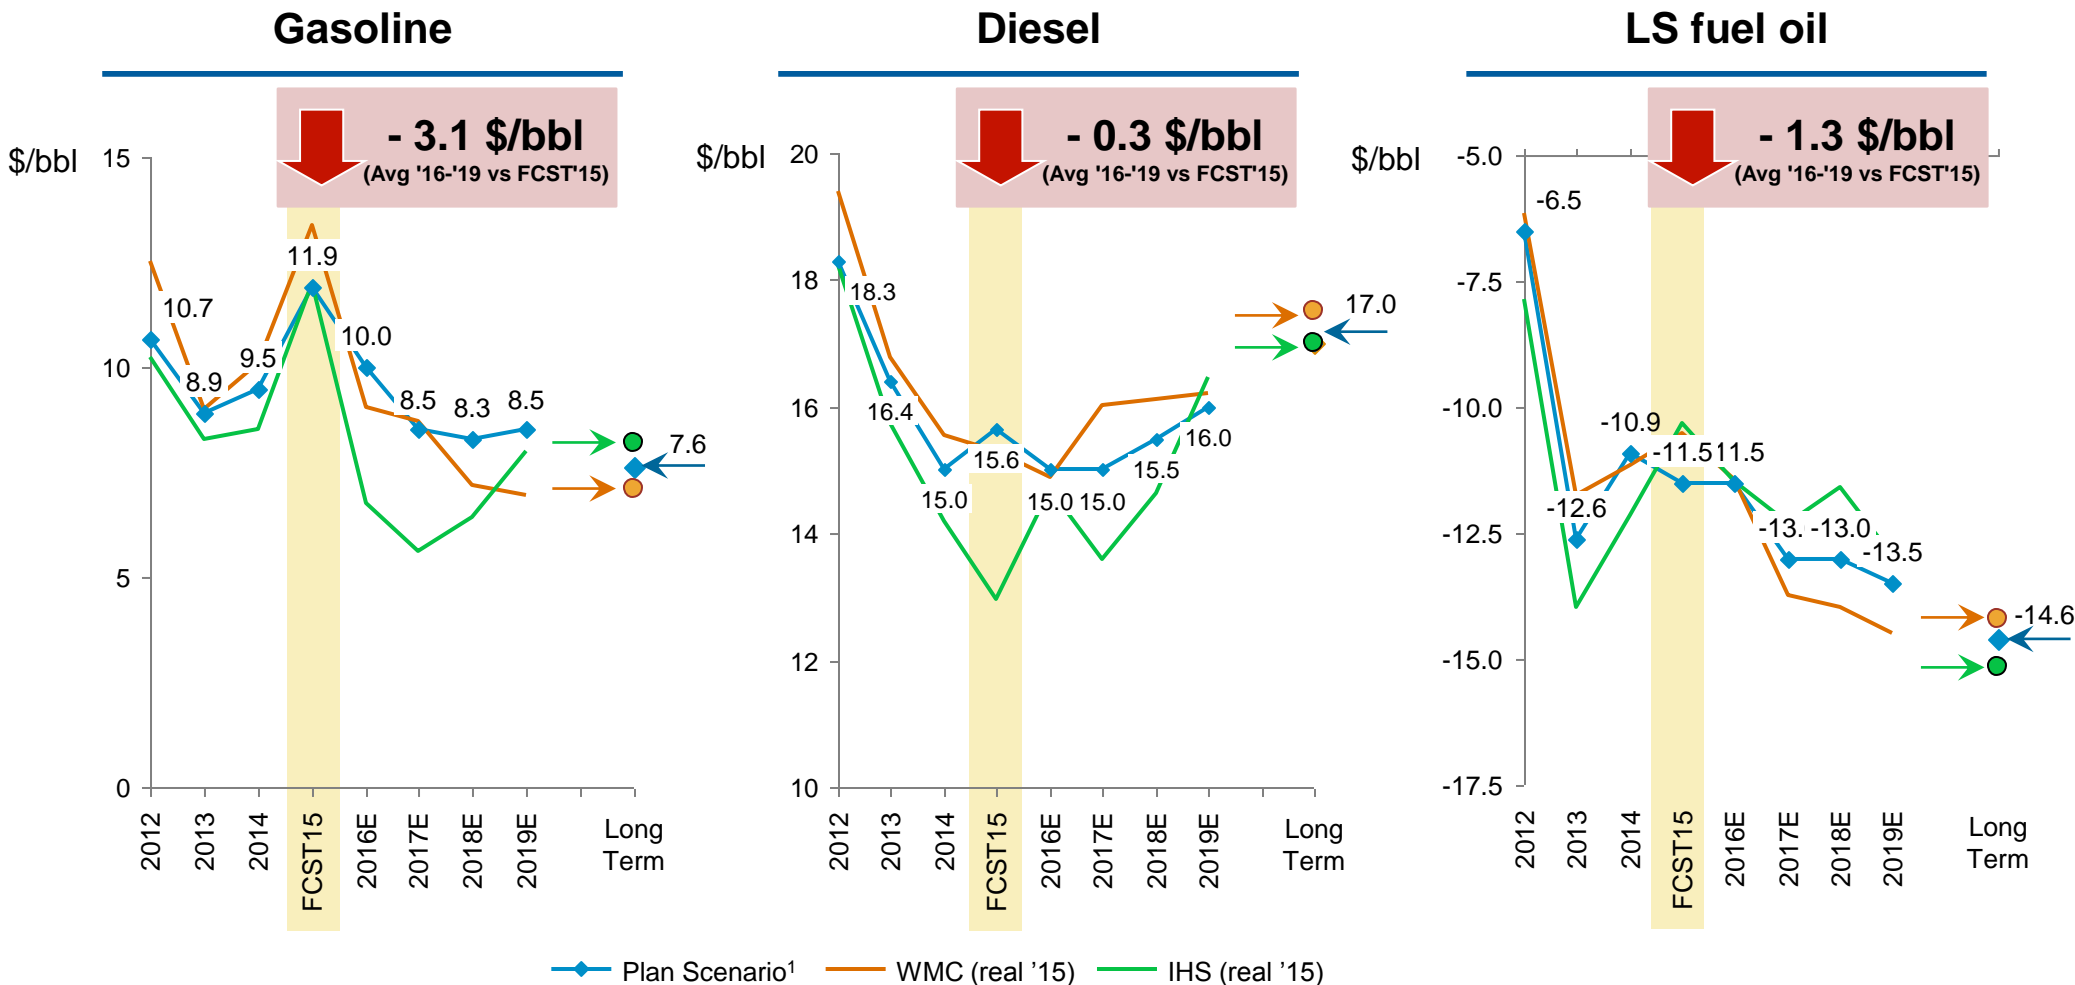 Gasoline
- 3.1 $/bbl
(Avg '16-'19 vs FCST'15)
$/bbl
15
10
5
0
10.7
8.9
9.5
11.9
10.0
8.5
8.3
8.5
7.6
2012
2013
2014
FCST15
2016E
2017E
2018E
2019E
Long
Term
Diesel
- 0.3 $/bbl
(Avg '16-'19 vs FCST'15)
$/bbl
20
18
16
14
12
10
18.3
16.4
15.0
15.6
15.0
15.0
15.5
16.0
17.0
2012
2013
2014
FCST15
2016E
2017E
2018E
2019E
Long
Term
LS fuel oil
- 1.3 $/bbl
(Avg '16-'19 vs FCST'15)
$/bbl
-5.0
-7.5
-10.0
-12.5
-15.0
-17.5
-6.5
-12.6
-10.9
-11.5
11.5
-13.
-13.0
-13.5
-14.6
2012
2013
2014
FCST15
2016E
2017E
2018E
2019E
Long
Term
Plan Scenario¹
WMC (real ’15)
IHS (real ’15)